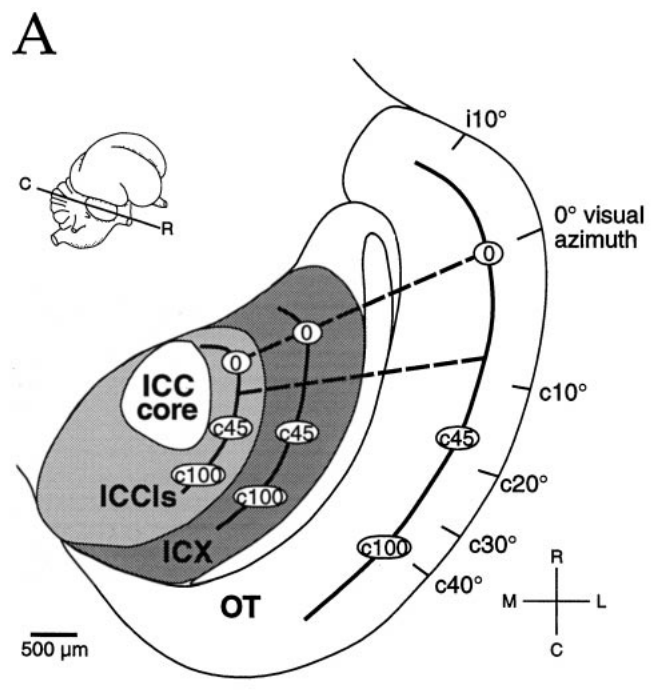 A
i10°
C
R
0° visual
azimuth
0
0
0
ICC
core
c10°
c45
c45
c45
c100
c20°
ICCls
c100
ICX
c100
c30°
c40°
OT
R
M
L
C
500 µm